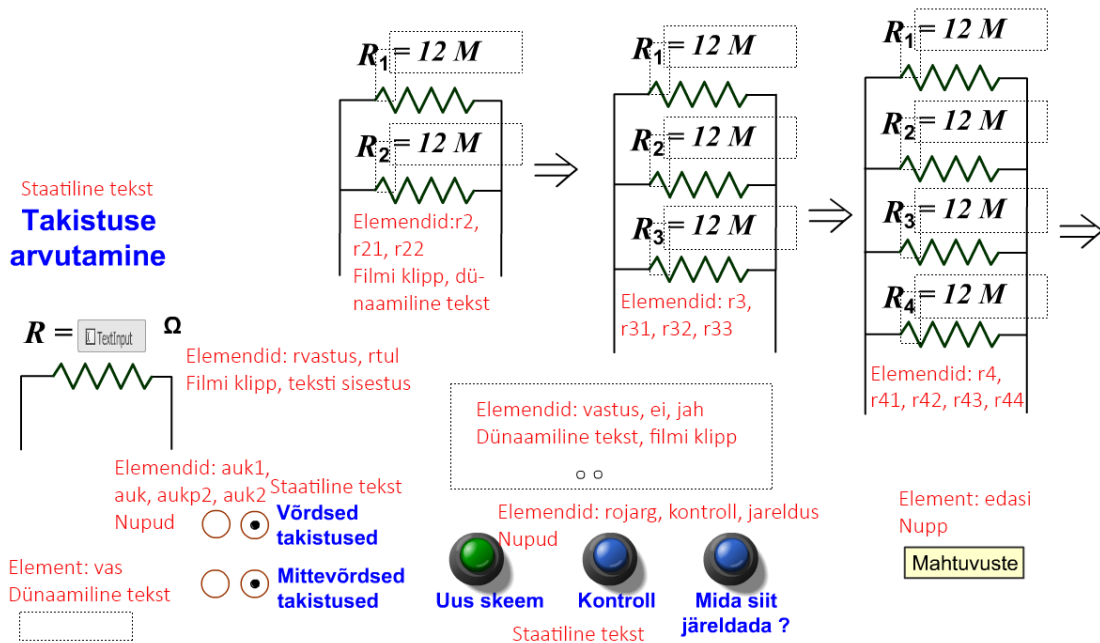 R1 = 12 M
R2 = 12 M
Elemendid:r2,
r21, r22
Filmi klipp, dü-
naamiline tekst
R1 = 12 M
R2 = 12 M
R3 = 12 M
Elemendid: r3,
r31, r32, r33
R1 = 12 M
R2 = 12 M
R3 = 12 M
R4 = 12 M
Elemendid: r4,
r41, r42, r43, r44
Staatiline tekst
Takistuse
arvutamine
R = TextInput Ω
Elemendid: rvastus, rtul
Filmi klipp, teksti sisestus
Elemendid: vastus, ei, jah
Dünaamiline tekst, filmi klipp
Elemendid: auk1,
auk, aukp2, auk2
Nupud
Staatiline tekst
Võrdsed
takistused
Mittevõrdsed
takistused
Element: vas
Dünaamiline tekst
Elemendid: rojarg, kontroll, jareldus
Nupud
Uus skeem
Kontroll
Mida siit
järeldada ?
Staatiline tekst
Element: edasi
Nupp
Mahtuvuste